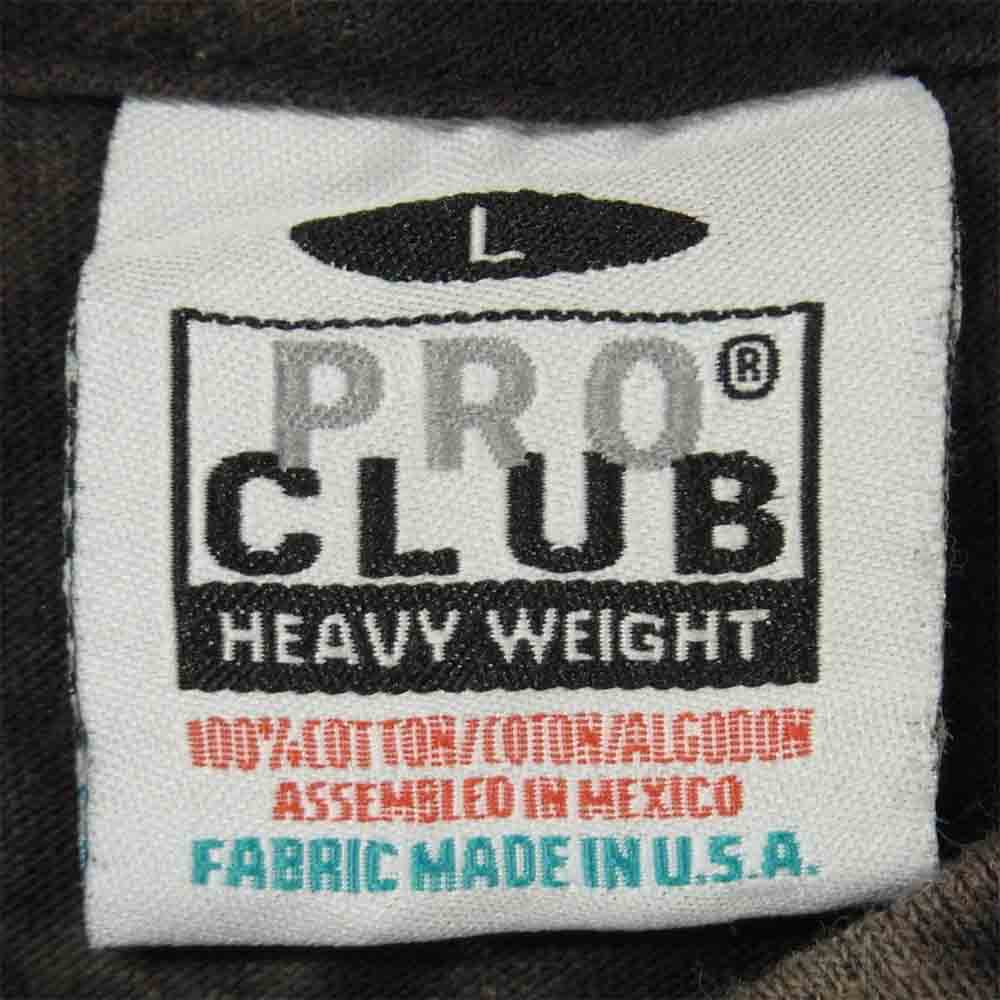 L
PRO®
CLUB
HEAVY WEIGHT
100%COTTON/COTON/ALGODON
ASSEMBLED IN MEXICO
FABRIC MADE IN U.S.A.